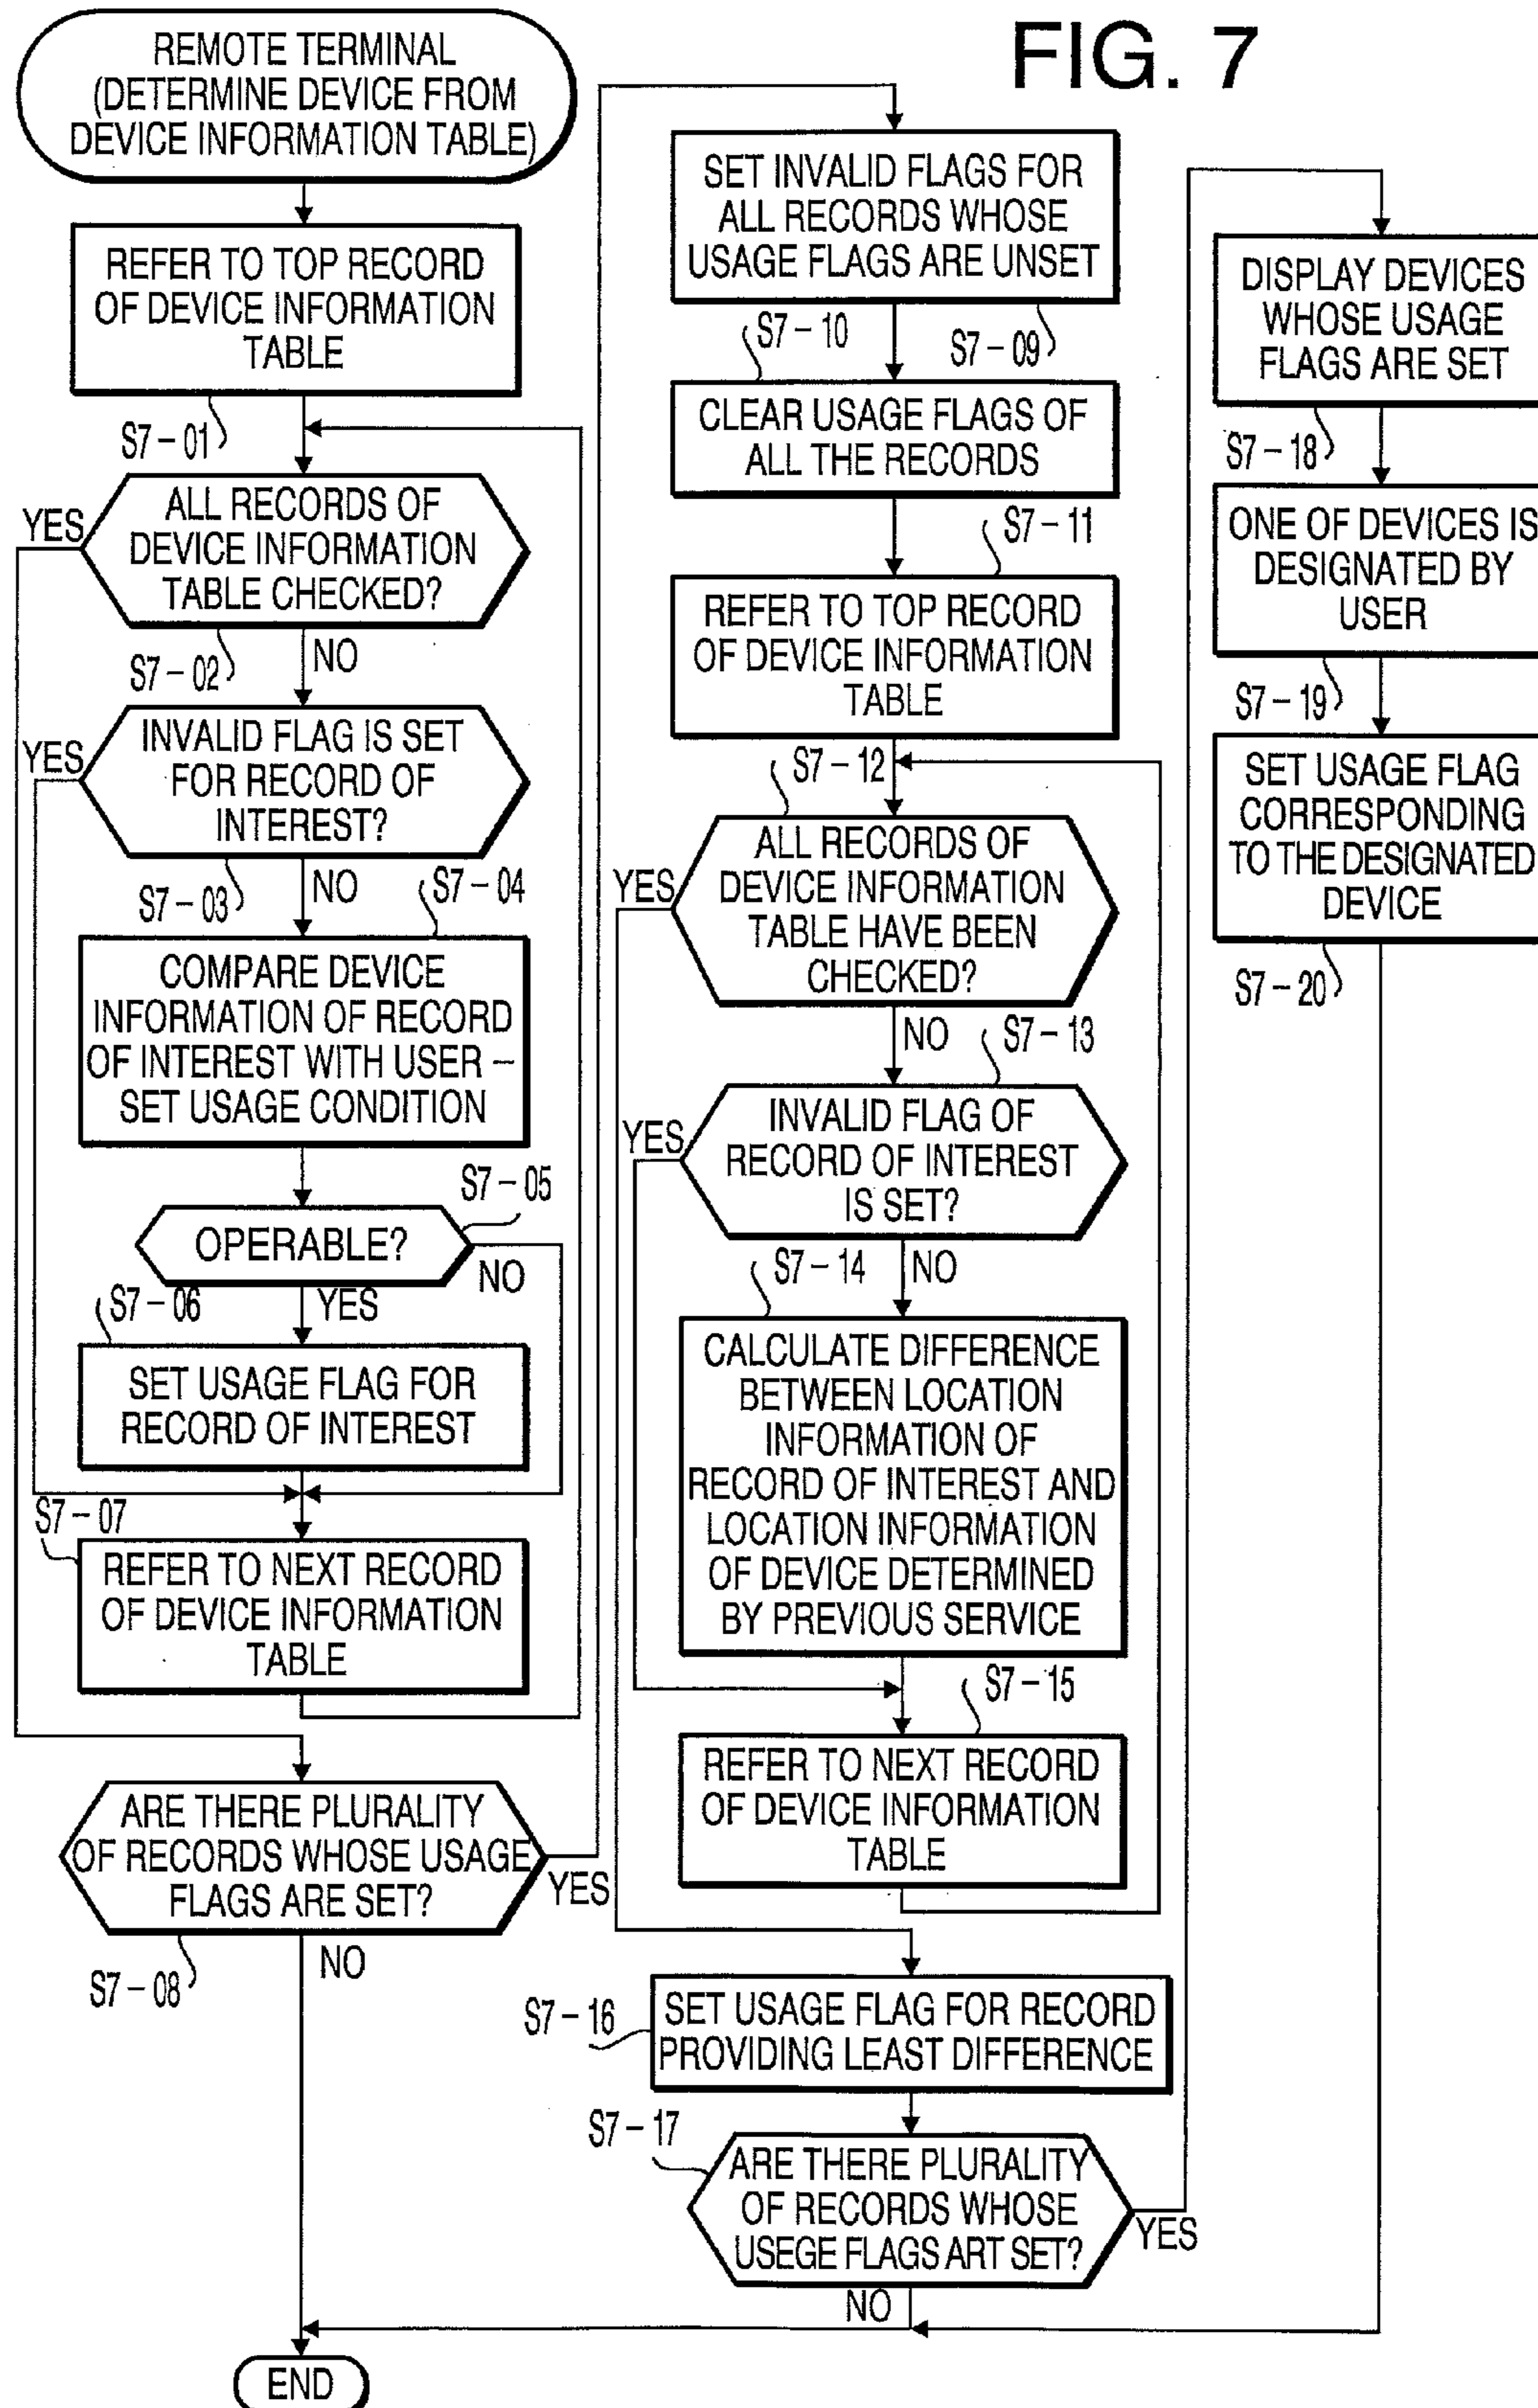 FIG. 7
REMOTE TERMINAL
(DETERMINE DEVICE FROM
DEVICE INFORMATION TABLE)
REFER TO TOP RECORD
OF DEVICE INFORMATION
TABLE
S7-01
ALL RECORDS OF
DEVICE INFORMATION
TABLE CHECKED?
YES
S7-02
NO
INVALID FLAG IS SET
FOR RECORD OF
INTEREST?
YES
S7-03
NO
S7-04
COMPARE DEVICE
INFORMATION OF RECORD
OF INTEREST WITH USER-
SET USAGE CONDITION
S7-05
OPERABLE?
NO
S7-06
YES
SET USAGE FLAG FOR
RECORD OF INTEREST
S7-07
REFER TO NEXT RECORD
OF DEVICE INFORMATION
TABLE
ARE THERE PLURALITY
OF RECORDS WHOSE USAGE
FLAGS ARE SET?
YES
S7-08
NO
SET INVALID FLAGS FOR
ALL RECORDS WHOSE
USAGE FLAGS ARE UNSET
S7-09
S7-10
CLEAR USAGE FLAGS OF
ALL THE RECORDS
S7-11
REFER TO TOP RECORD
OF DEVICE INFORMATION
TABLE
S7-12
ALL RECORDS OF
DEVICE INFORMATION
TABLE HAVE BEEN
CHECKED?
YES
NO
S7-13
INVALID FLAG OF
RECORD OF INTEREST
IS SET?
YES
S7-14
NO
CALCULATE DIFFERENCE
BETWEEN LOCATION
INFORMATION OF
RECORD OF INTEREST AND
LOCATION INFORMATION
OF DEVICE DETERMINED
BY PREVIOUS SERVICE
S7-15
REFER TO NEXT RECORD
OF DEVICE INFORMATION
TABLE
S7-16
SET USAGE FLAG FOR RECORD
PROVIDING LEAST DIFFERENCE
S7-17
ARE THERE PLURALITY
OF RECORDS WHOSE
USEGE FLAGS ART SET?
YES
NO
DISPLAY DEVICES
WHOSE USAGE
FLAGS ARE SET
S7-18
ONE OF DEVICES IS
DESIGNATED BY
USER
S7-19
SET USAGE FLAG
CORRESPONDING
TO THE DESIGNATED
DEVICE
S7-20
END